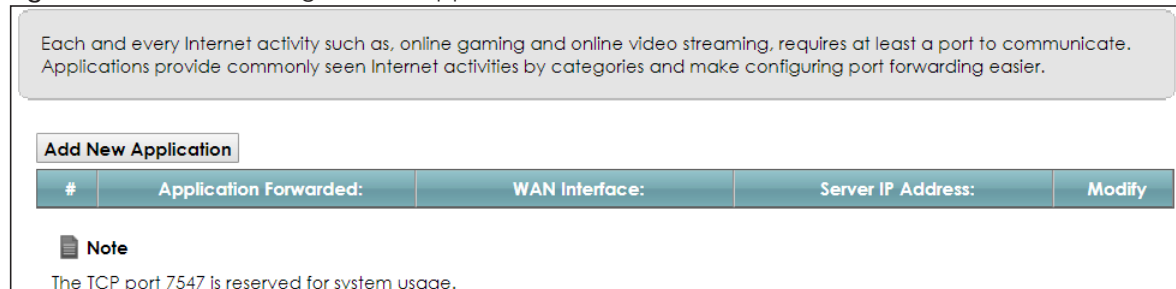 Each and every Internet activity such as, online gaming and online video streaming, requires at least a port to communicate.
Applications provide commonly seen Internet activities by categories and make configuring port forwarding easier.
Add New Application
# Application Forwarded: WAN Interface: Server IP Address: Modify
Note
The TCP port 7547 is reserved for system usage.